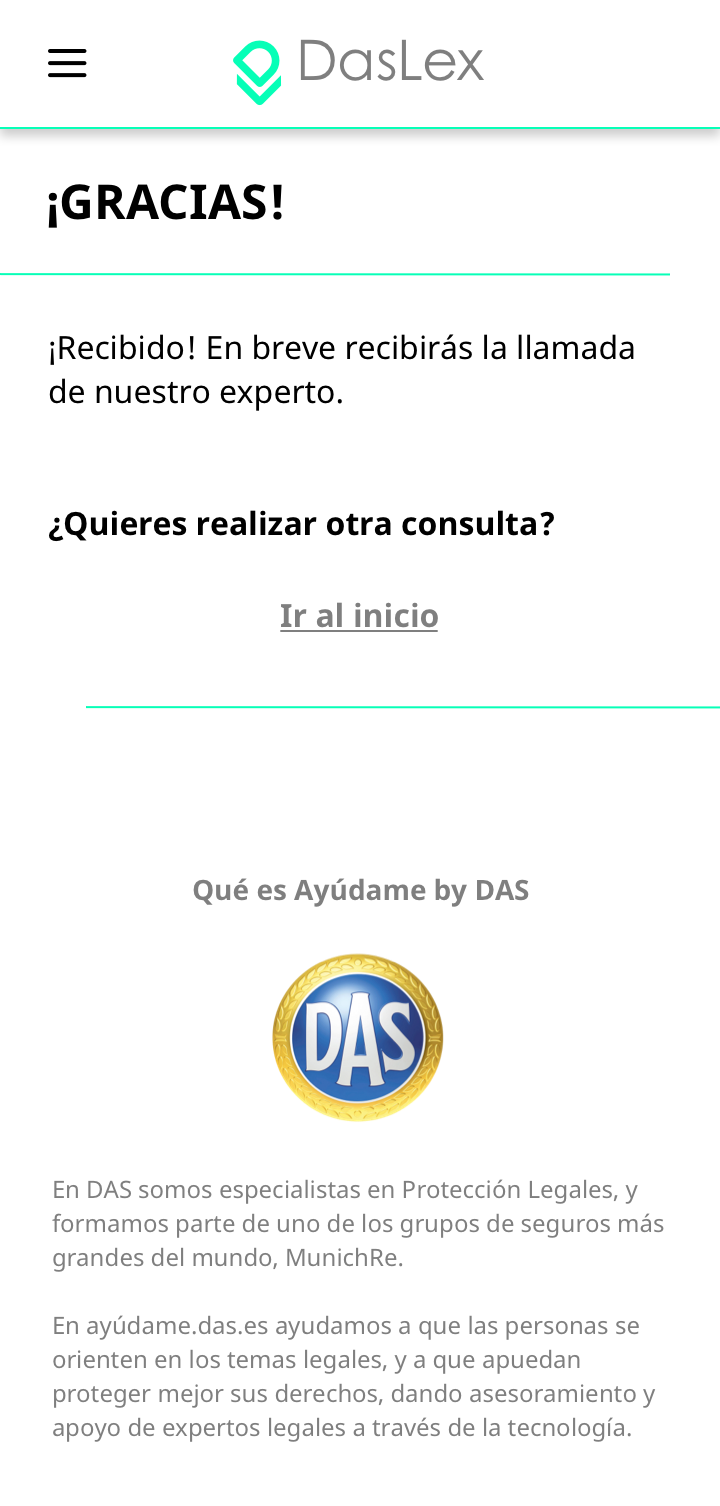 DasLex
¡GRACIAS!
¡Recibido! En breve recibirás la llamada
de nuestro experto.
¿Quieres realizar otra consulta?
Ir al inicio
Qué es Ayúdame by DAS
DAS
En DAS somos especialistas en Protección Legales, y
formamos parte de uno de los grupos de seguros más
grandes del mundo, MunichRe.
En ayúdame.das.es ayudamos a que las personas se
orienten en los temas legales, y a que apuedan
proteger mejor sus derechos, dando asesoramiento y
apoyo de expertos legales a través de la tecnología.